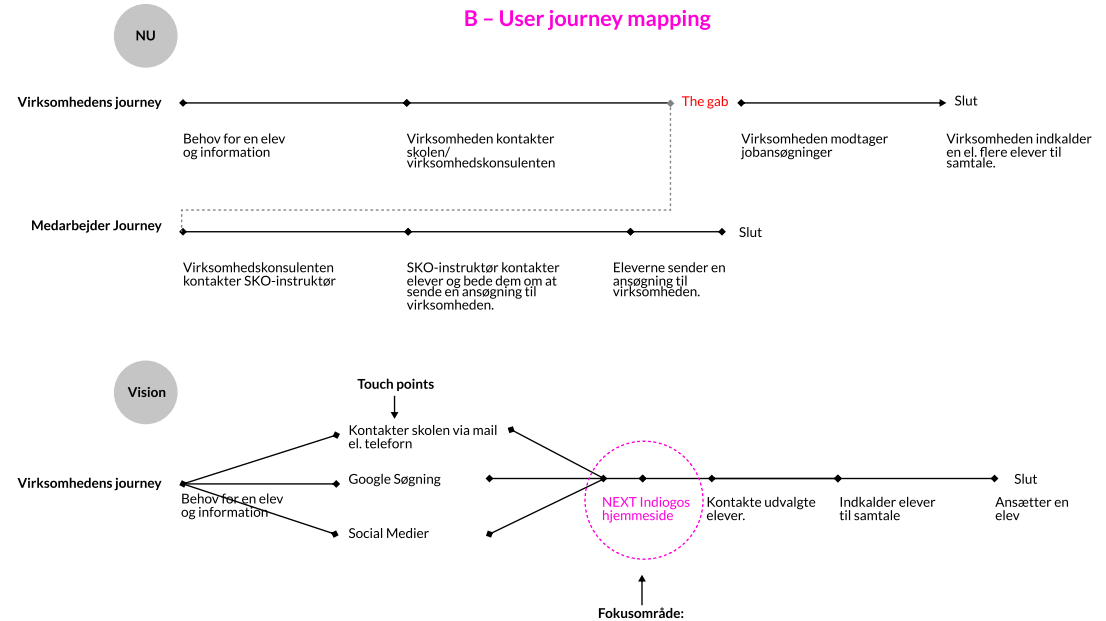 B – User journey mapping
NU
Virksomhedens journey
The gab
Slut
Behov for en elev
og information
Virksomheden kontakter
skolen/
virksomhedskonsulenten
Virksomheden modtager
jobansøgninger
Virksomheden indkalder
en el. flere elever til
samtale.
Medarbejder Journey
Slut
Virksomhedskonsulenten
kontakter SKO-instruktør
SKO-instruktør kontakter
elever og bede dem om at
sende en ansøgning til
virksomheden.
Eleverne sender en
ansøgning til
virksomheden.
Vision
Touch points
Kontakter skolen via mail
el. teleforn
Virksomhedens journey
Google Søgning
Slut
Behov for en elev
og information
NEXT Indiogos
hjemmeside
Kontakte udvalgte
elever.
Indkalder elever
til samtale
Ansætter en
elev
Social Medier
Fokusområde: